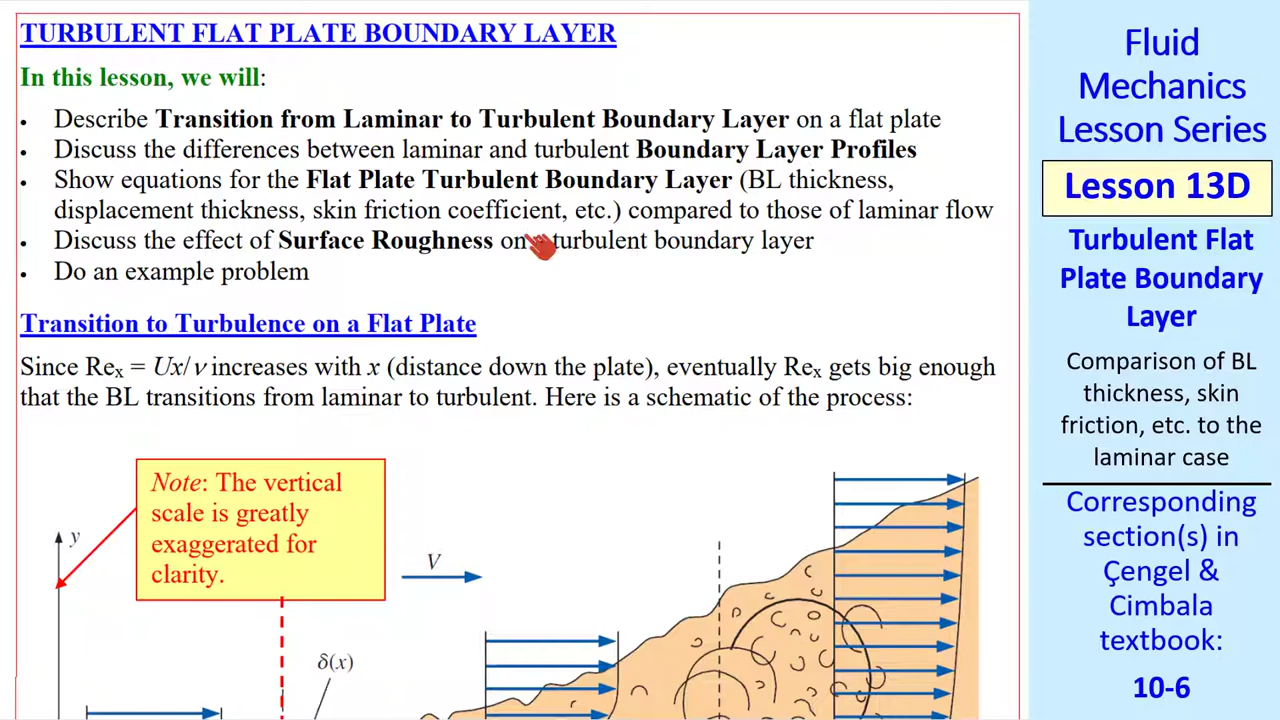 TURBULENT FLAT PLATE BOUNDARY LAYER
In this lesson, we will:
• Describe Transition from Laminar to Turbulent Boundary Layer on a flat plate
• Discuss the differences between laminar and turbulent Boundary Layer Profiles
• Show equations for the Flat Plate Turbulent Boundary Layer (BL thickness,
displacement thickness, skin friction coefficient, etc.) compared to those of laminar flow
• Discuss the effect of Surface Roughness on turbulent boundary layer
• Do an example problem
Transition to Turbulence on a Flat Plate
Since Reₓ = Ux/ν increases with x (distance down the plate), eventually Reₓ gets big enough
that the BL transitions from laminar to turbulent. Here is a schematic of the process:
Note: The vertical
scale is greatly
exaggerated for
clarity.
y
V
δ(x)
Fluid
Mechanics
Lesson Series
Lesson 13D
Turbulent Flat
Plate Boundary
Layer
Comparison of BL
thickness, skin
friction, etc. to the
laminar case
Corresponding
section(s) in
Çengel &
Cimbala
textbook:
10-6